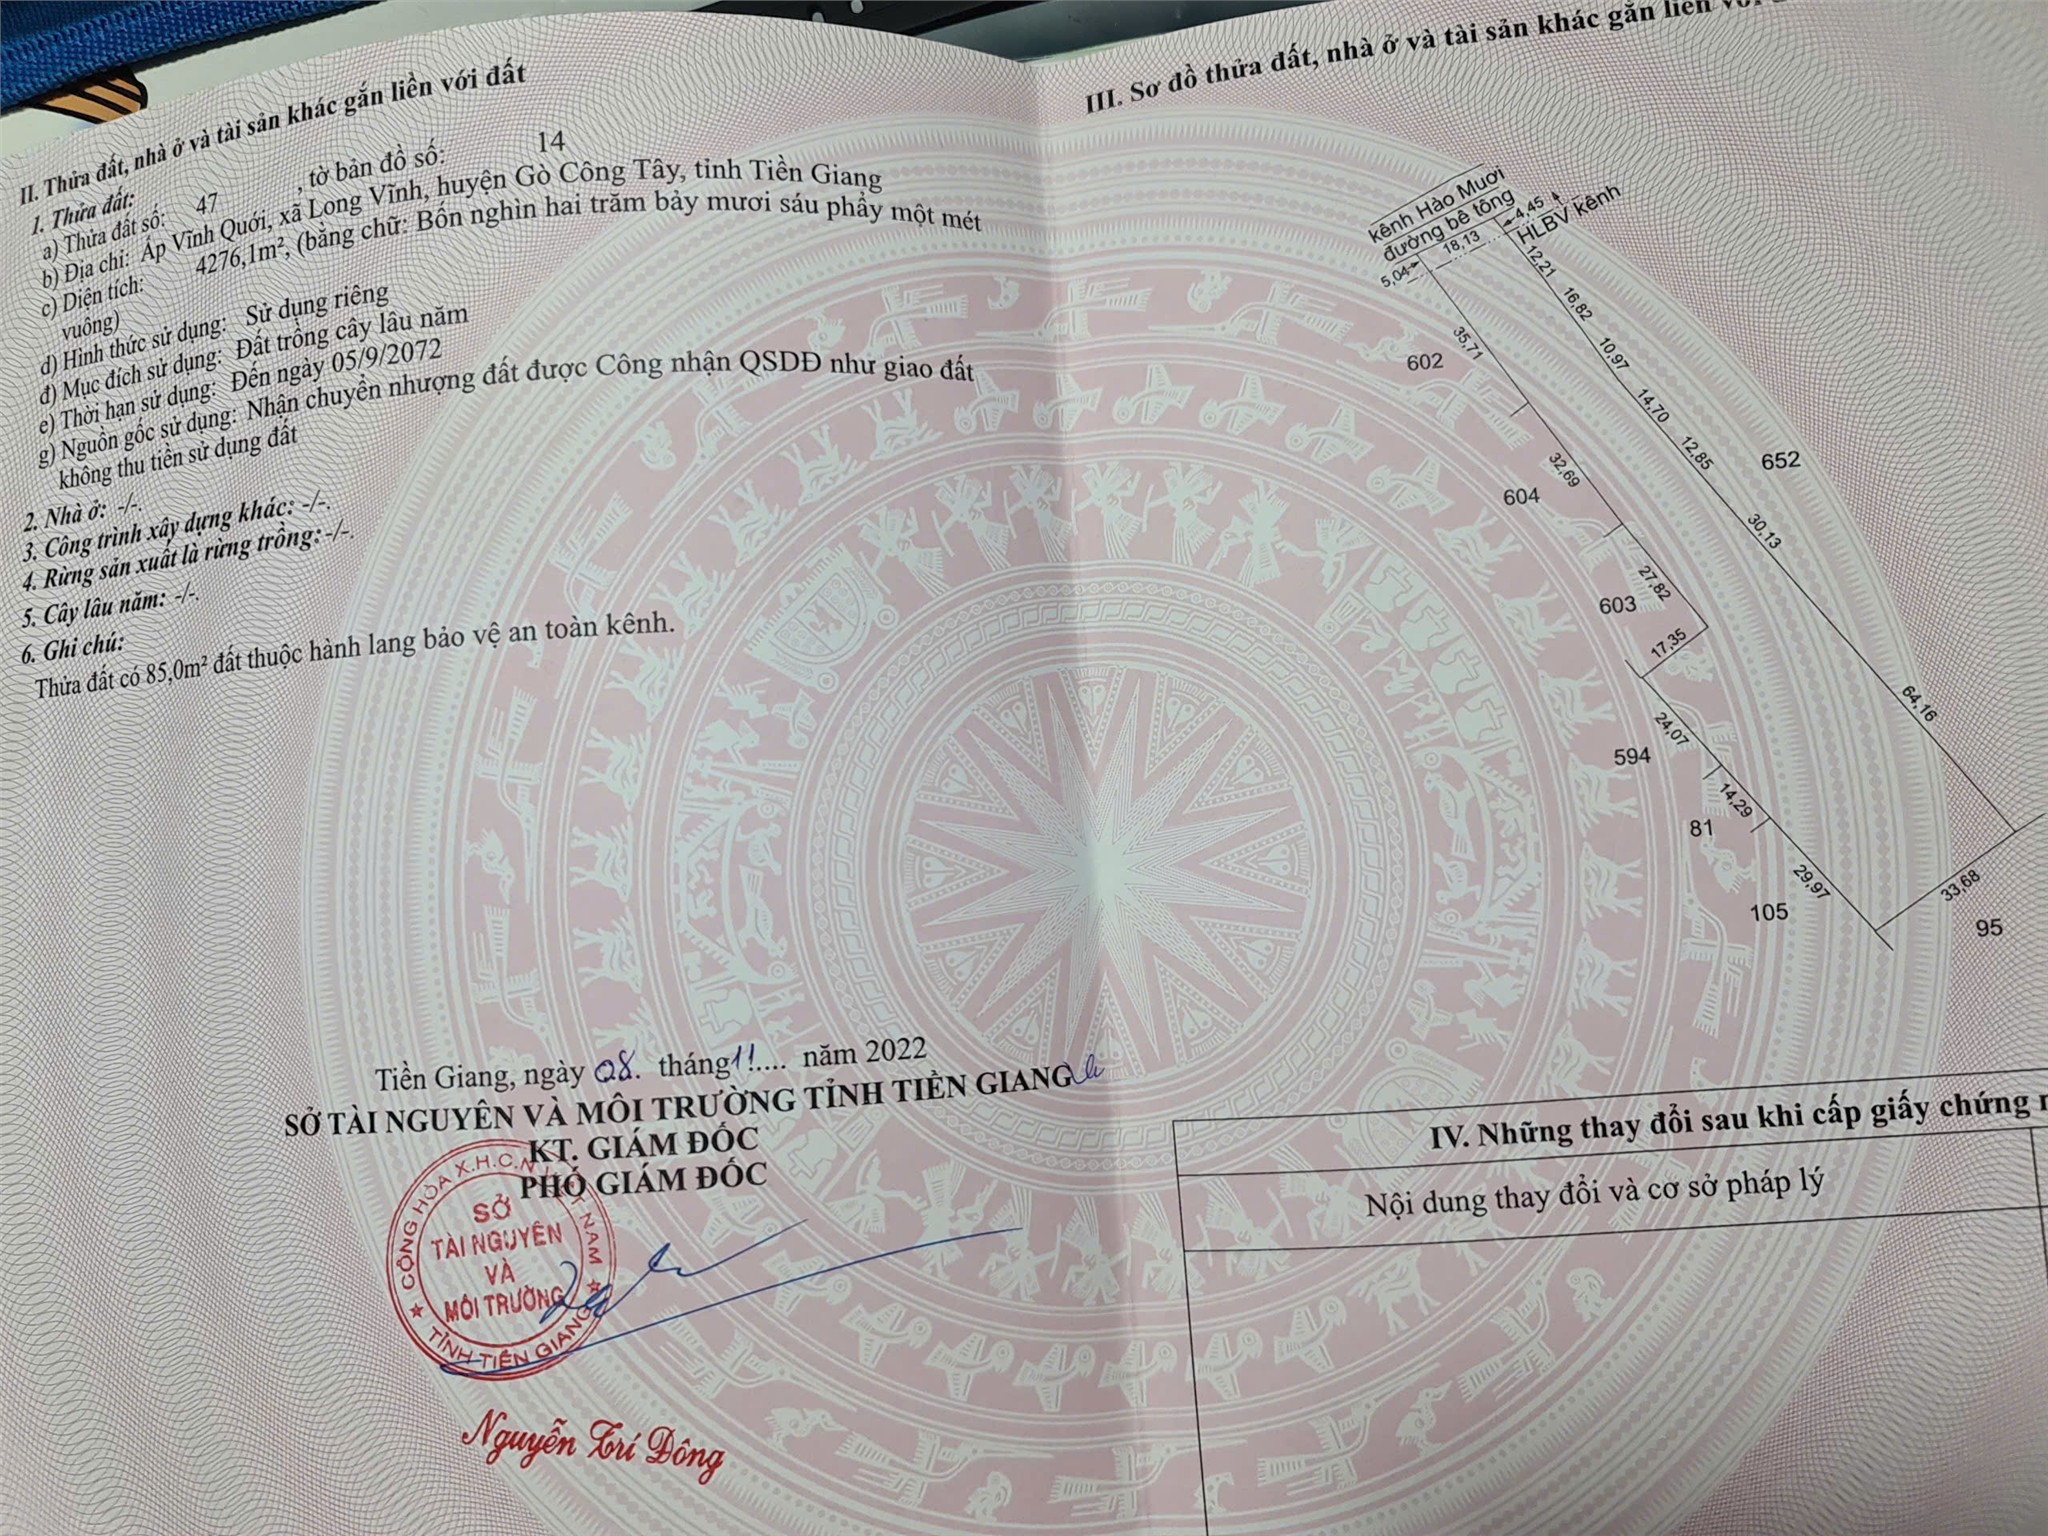 II. Thửa đất, nhà ở và tài sản khác gắn liền với đất
1. Thửa đất:
a) Thửa đất số: 47 , tờ bản đồ số: 14
b) Địa chỉ: Ấp Vĩnh Quới, xã Long Vĩnh, huyện Gò Công Tây, tỉnh Tiền Giang
c) Diện tích: 4276,1m², (bằng chữ: Bốn nghìn hai trăm bảy mươi sáu phẩy một mét
vuông)
d) Hình thức sử dụng: Sử dụng riêng
đ) Mục đích sử dụng: Đất trồng cây lâu năm
e) Thời hạn sử dụng: Đến ngày 05/9/2072
g) Nguồn gốc sử dụng: Nhận chuyển nhượng đất được Công nhận QSDĐ như giao đất
không thu tiền sử dụng đất
2. Nhà ở: -/-.
3. Công trình xây dựng khác: -/-.
4. Rừng sản xuất là rừng trồng:-/-.
5. Cây lâu năm: -/-.
6. Ghi chú:
Thửa đất có 85,0m² đất thuộc hành lang bảo vệ an toàn kênh.
Tiền Giang, ngày 08. tháng 11.... năm 2022
SỞ TÀI NGUYÊN VÀ MÔI TRƯỜNG TỈNH TIỀN GIANG
KT. GIÁM ĐỐC
PHÓ GIÁM ĐỐC
CỘNG HÒA X.H.C.N VIỆT NAM
SỞ
TÀI NGUYÊN
VÀ
MÔI TRƯỜNG
TỈNH TIỀN GIANG
Nguyễn Trí Đông
III. Sơ đồ thửa đất, nhà ở và tài sản khác gắn liền với
kênh Hào Mươi
đường bê tông
4,45
HLBV kênh
18,13
5,04
12,21
16,82
10,97
14,70
12,85
30,13
64,16
33,68
35,71
32,69
27,82
17,35
24,07
14,29
29,97
602
604
603
652
594
81
105
95
IV. Những thay đổi sau khi cấp giấy chứng
Nội dung thay đổi và cơ sở pháp lý